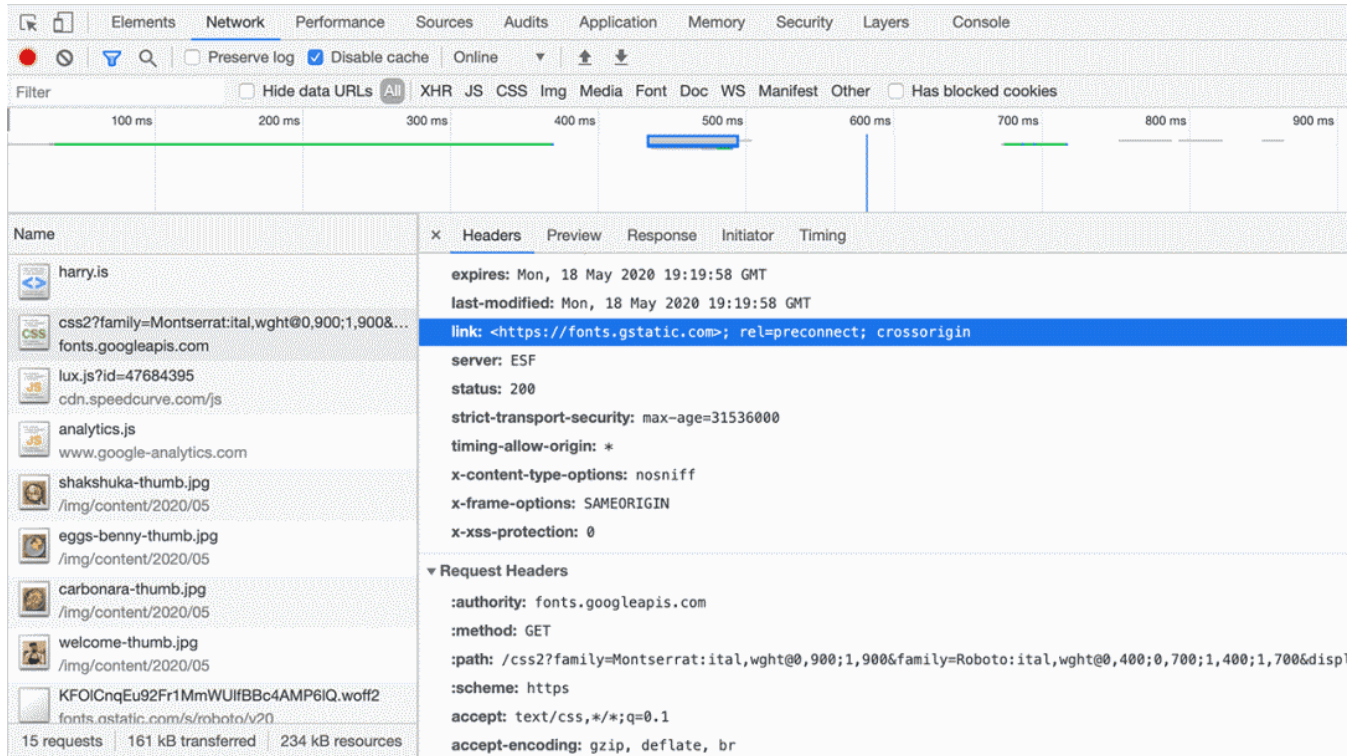 Elements Network Performance Sources Audits Application Memory Security Layers Console
Preserve log Disable cache Online
Filter Hide data URLs All XHR JS CSS Img Media Font Doc WS Manifest Other Has blocked cookies
100 ms 200 ms 300 ms 400 ms 500 ms 600 ms 700 ms 800 ms 900 ms
Name
harry.is
css2?family=Montserrat:ital,wght@0,900;1,900&...
fonts.googleapis.com
lux.js?id=47684395
cdn.speedcurve.com/js
analytics.js
www.google-analytics.com
shakshuka-thumb.jpg
/img/content/2020/05
eggs-benny-thumb.jpg
/img/content/2020/05
carbonara-thumb.jpg
/img/content/2020/05
welcome-thumb.jpg
/img/content/2020/05
KFOlCnqEu92Fr1MmWUlfBBc4AMP6lQ.woff2
fonts.gstatic.com/s/roboto/v20
15 requests 161 kB transferred 234 kB resources
× Headers Preview Response Initiator Timing
expires: Mon, 18 May 2020 19:19:58 GMT
last-modified: Mon, 18 May 2020 19:19:58 GMT
link: <https://fonts.gstatic.com>; rel=preconnect; crossorigin
server: ESF
status: 200
strict-transport-security: max-age=31536000
timing-allow-origin: *
x-content-type-options: nosniff
x-frame-options: SAMEORIGIN
x-xss-protection: 0
Request Headers
:authority: fonts.googleapis.com
:method: GET
:path: /css2?family=Montserrat:ital,wght@0,900;1,900&family=Roboto:ital,wght@0,400;0,700;1,400;1,700&displ
:scheme: https
accept: text/css,*/*;q=0.1
accept-encoding: gzip, deflate, br